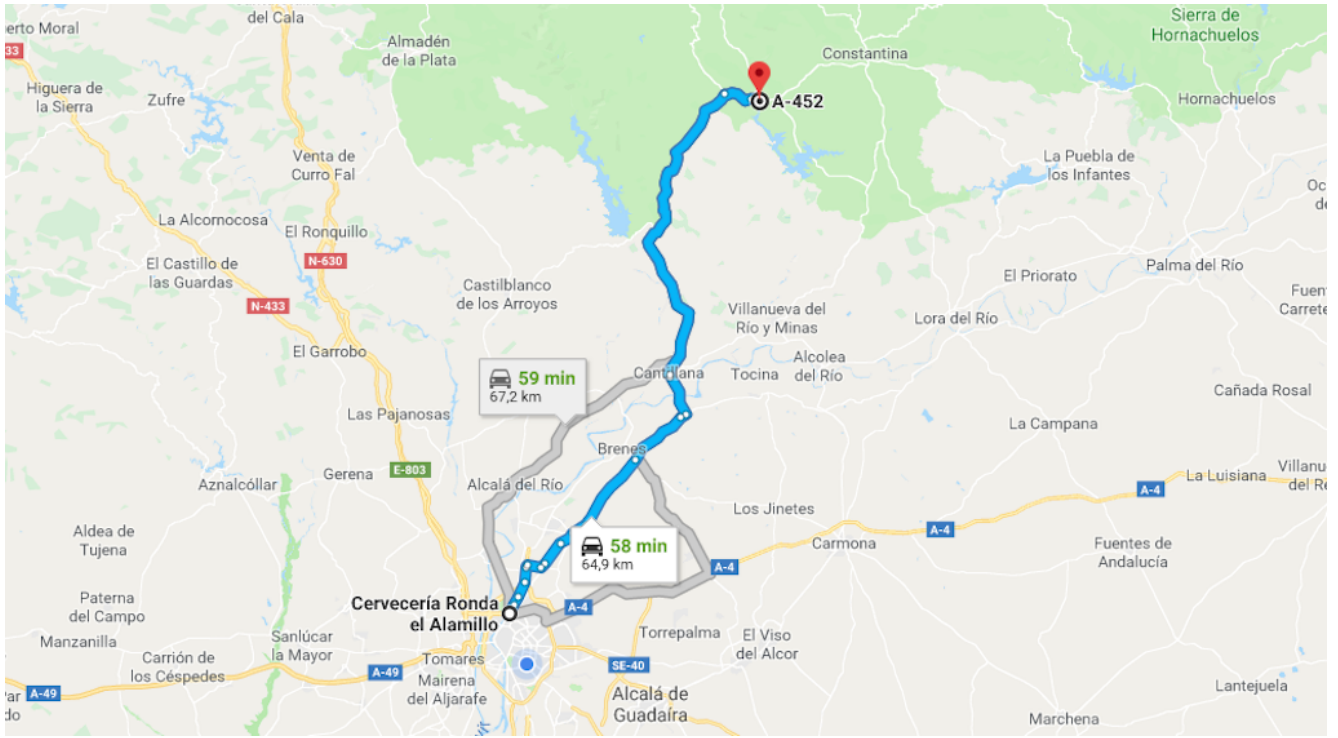 del Cala
Sierra de
Hornachuelos
erto Moral
33
Almadén
de la Plata
Constantina
Higuera de
la Sierra
Zufre
A-452
Hornachuelos
Venta de
Curro Fal
La Puebla de
los Infantes
La Alcornocosa
El Ronquillo
N-630
El Castillo de
las Guardas
Castilblanco
de los Arroyos
El Priorato
Palma del Río
N-433
Villanueva del
Río y Minas
Lora del Río
Fuent
Carrete
El Garrobo
59 min
67,2 km
Cantillana
Tocina
Alcolea
del Río
Cañada Rosal
Las Pajanosas
La Campana
Brenes
E-803
Gerena
Alcalá del Río
Aznalcóllar
La Luisiana
Villanu
del R
A-4
Los Jinetes
Aldea de
Tujena
58 min
64,9 km
A-4
Carmona
Fuentes de
Andalucía
A-4
Paterna
del Campo
Cervecería Ronda
el Alamillo
A-4
Manzanilla
Sanlúcar
la Mayor
Torrepalma
El Viso
del Alcor
Carrión de
los Céspedes
A-49
Tomares
Mairena
del Aljarafe
SE-40
A-49
Alcalá de
Guadaíra
Lantejuela
Marchena